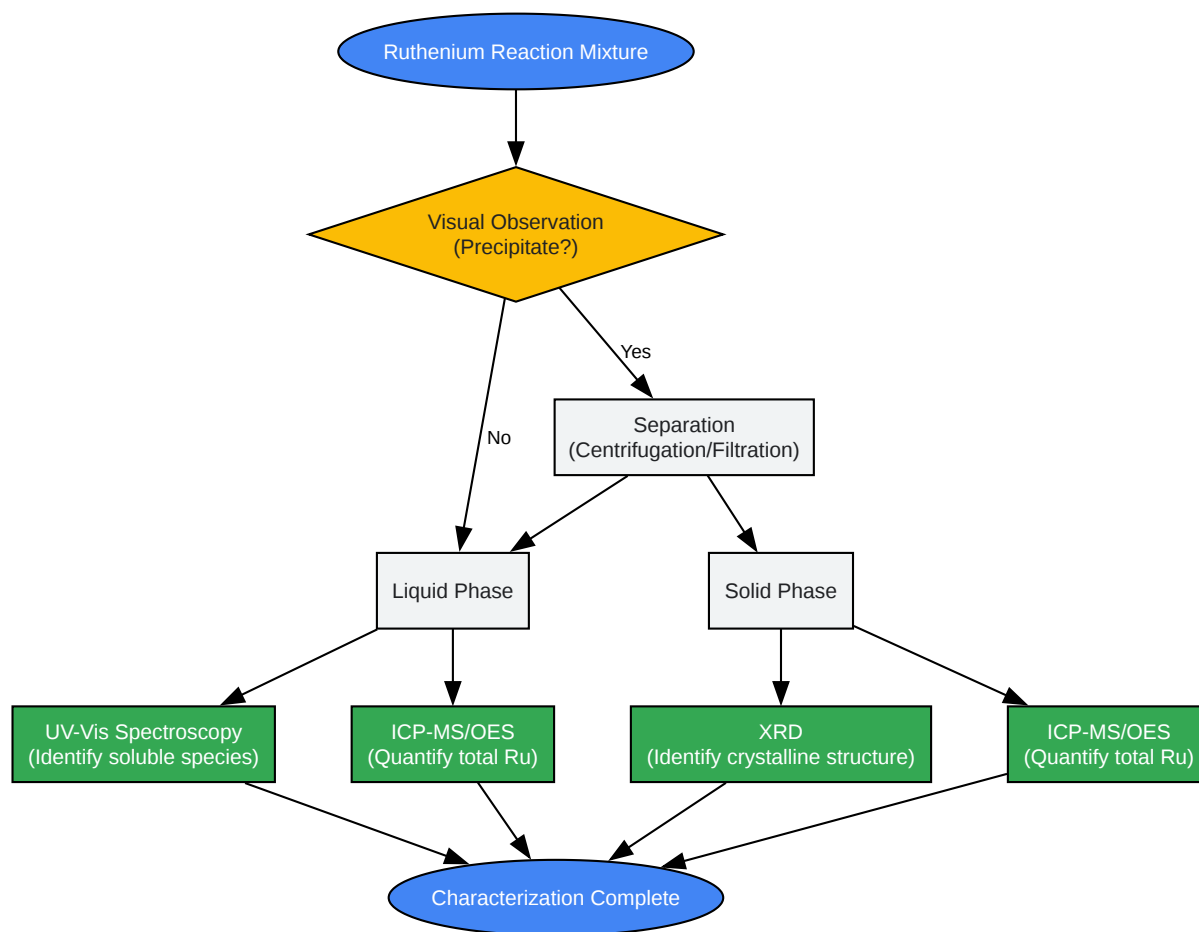 Ruthenium Reaction Mixture
Visual Observation
(Precipitate?)
Yes
No
Separation
(Centrifugation/Filtration)
Liquid Phase
Solid Phase
UV-Vis Spectroscopy
(Identify soluble species)
ICP-MS/OES
(Quantify total Ru)
XRD
(Identify crystalline structure)
ICP-MS/OES
(Quantify total Ru)
Characterization Complete